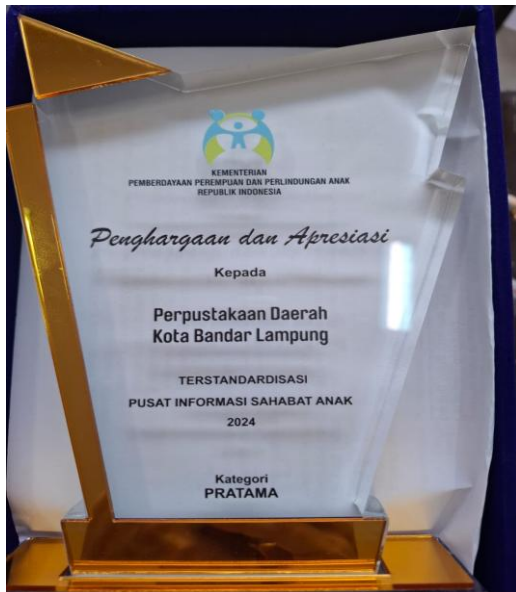 KEMENTERIAN
PEMBERDAYAAN PEREMPUAN DAN PERLINDUNGAN ANAK
REPUBLIK INDONESIA
Penghargaan dan Apresiasi
Kepada
Perpustakaan Daerah
Kota Bandar Lampung
TERSTANDARDISASI
PUSAT INFORMASI SAHABAT ANAK
2024
Kategori
PRATAMA